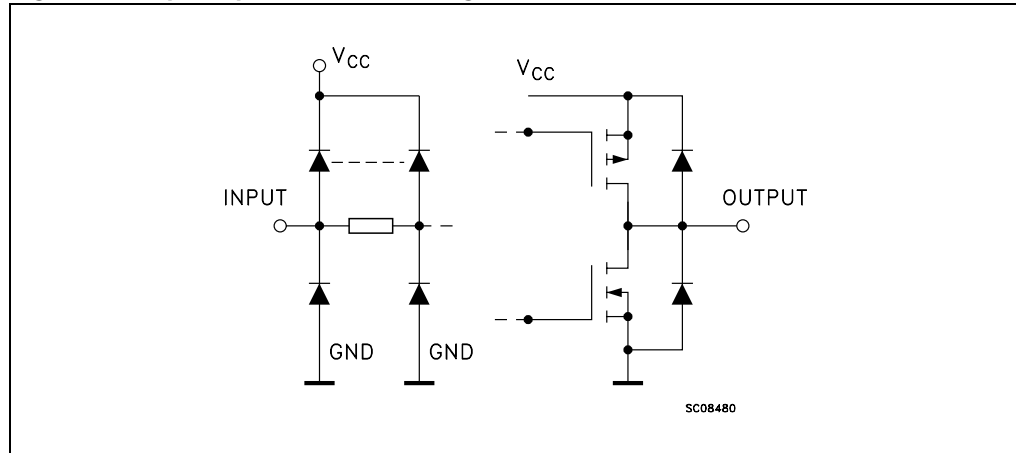 VCC
VCC
INPUT
OUTPUT
GND
GND
SC08480